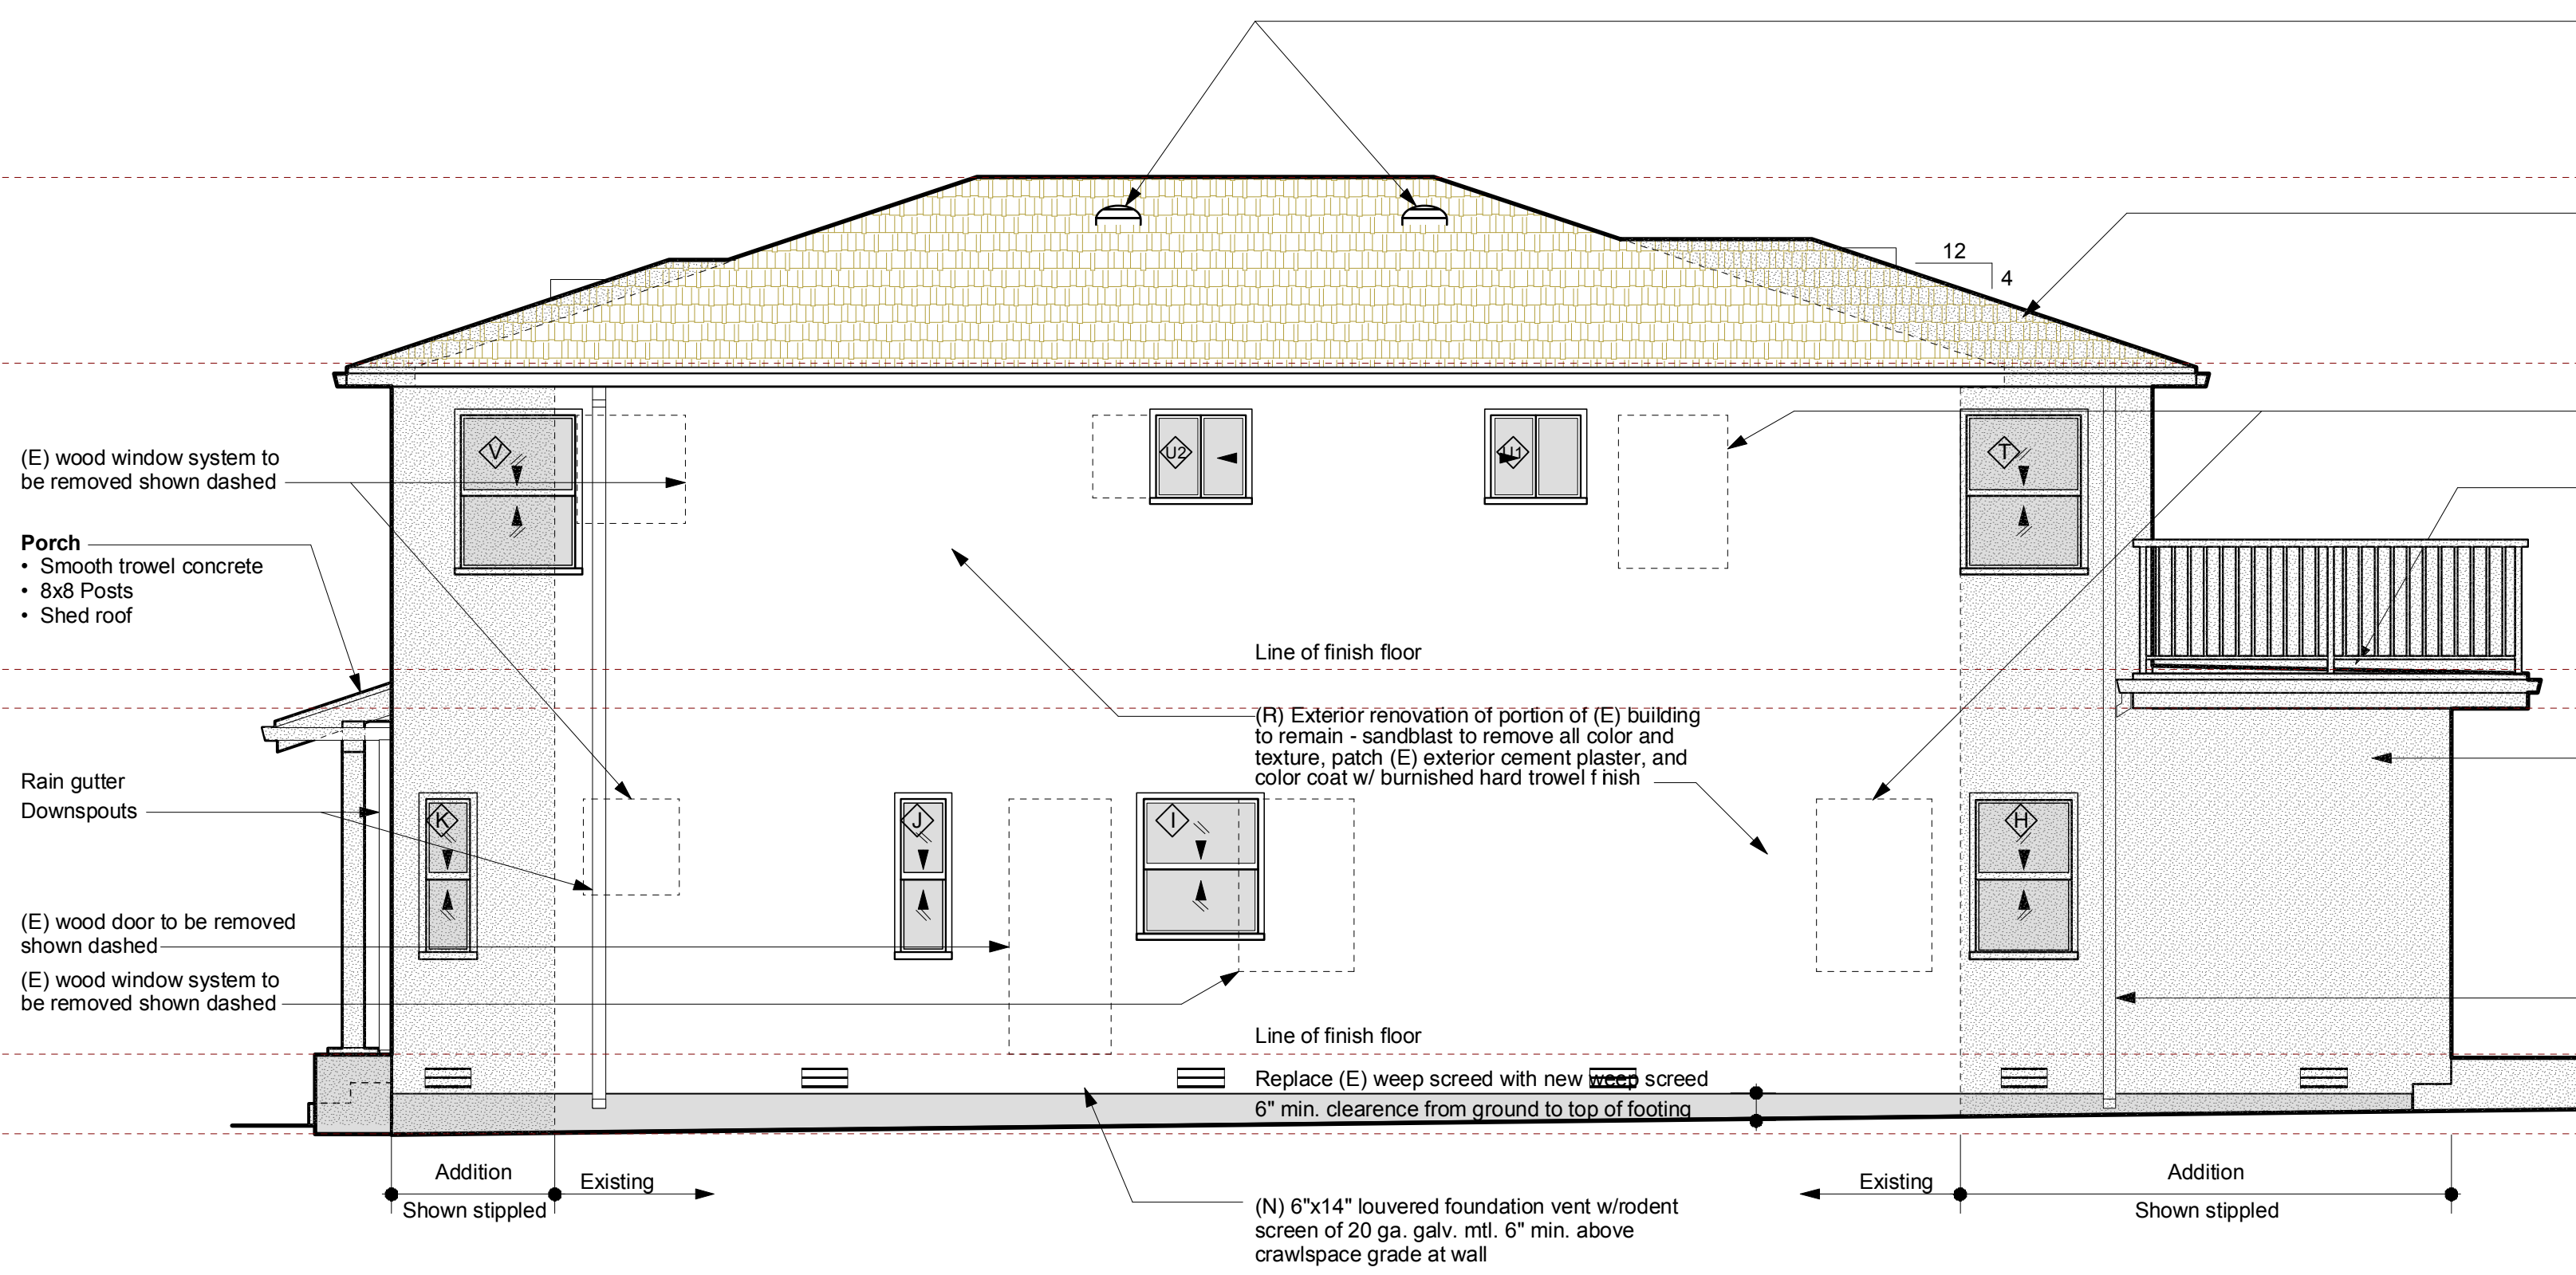 12
4
(E) wood window system to
be removed shown dashed
V
U2
U1
T
Porch
• Smooth trowel concrete
• 8x8 Posts
• Shed roof
Line of finish floor
(R) Exterior renovation of portion of (E) building
to remain - sandblast to remove all color and
texture, patch (E) exterior cement plaster, and
color coat w/ burnished hard trowel f nish
Rain gutter
Downspouts
K
J
I
H
(E) wood door to be removed
shown dashed
(E) wood window system to
be removed shown dashed
Line of finish floor
Replace (E) weep screed with new weep screed
6" min. clearence from ground to top of footing
Addition
Existing
Shown stippled
Existing
Addition
Shown stippled
(N) 6"x14" louvered foundation vent w/rodent
screen of 20 ga. galv. mtl. 6" min. above
crawlspace grade at wall